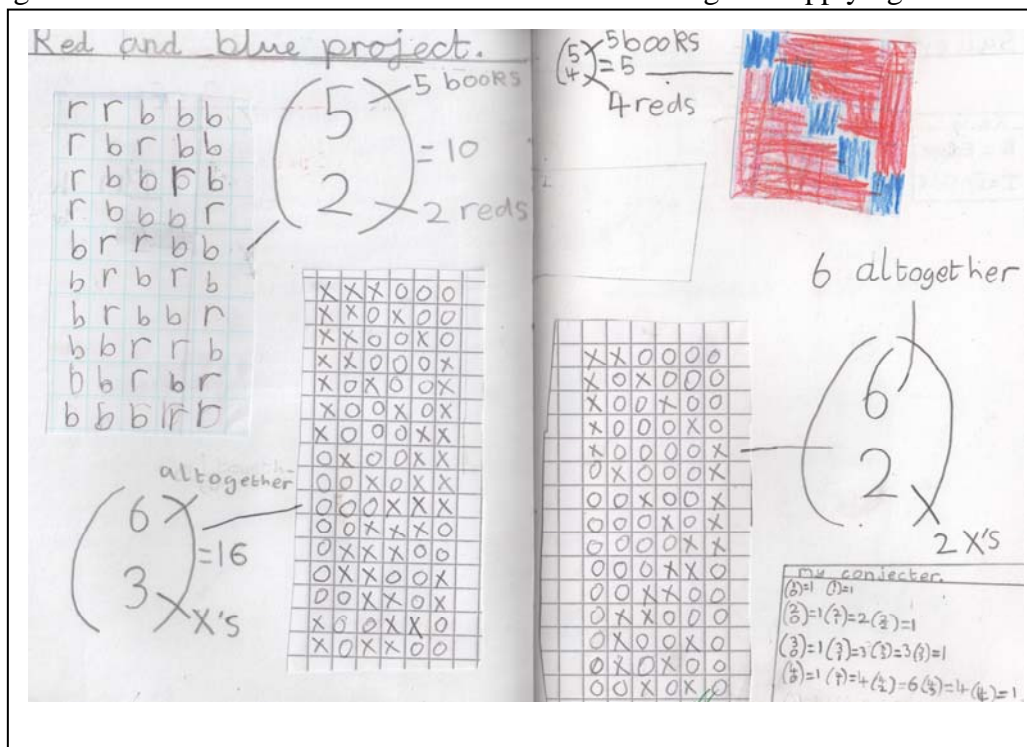 Red and blue project.
r r b b b
r b r b b
r b b r b
r b b b r
b r r b b
b r b r b
b r b b r
b b r r b
b b r b r
b b b r
5 5 books
= 10
2 2 reds
X X X O O O
X X O X O O
X X O O X O
X X O O O X
X O X O O X
X O O X O X
X O O O X X
O X O O X X
O O X O X X
O O O X X X
O O X X X O
O X X X O O
O X X O O X
O O X X O X
X O O X X O
X O X X O O
altogether
6
=16
3
X's
(5 4) = 5
5 books
4 reds
6 altogether
6
2
2 X's
X X O O O O
X O X O O O
X O O X O O
X O O O X O
X O O O O X
O X O O O X
O O X O O X
O O O X O X
O O O O X X
O O O X X O
O O X X O O
O X X O O O
O X O O X O
O X O X O O
O O X O X O
my conjecter.
(1 0)=1 (1 1)=1
(2 0)=1 (2 1)=2 (2 2)=1
(3 0)=1 (3 1)=3 (3 2)=3 (3 3)=1
(4 0)=1 (4 1)=4 (4 2)=6 (4 3)=4 (4 4)=1